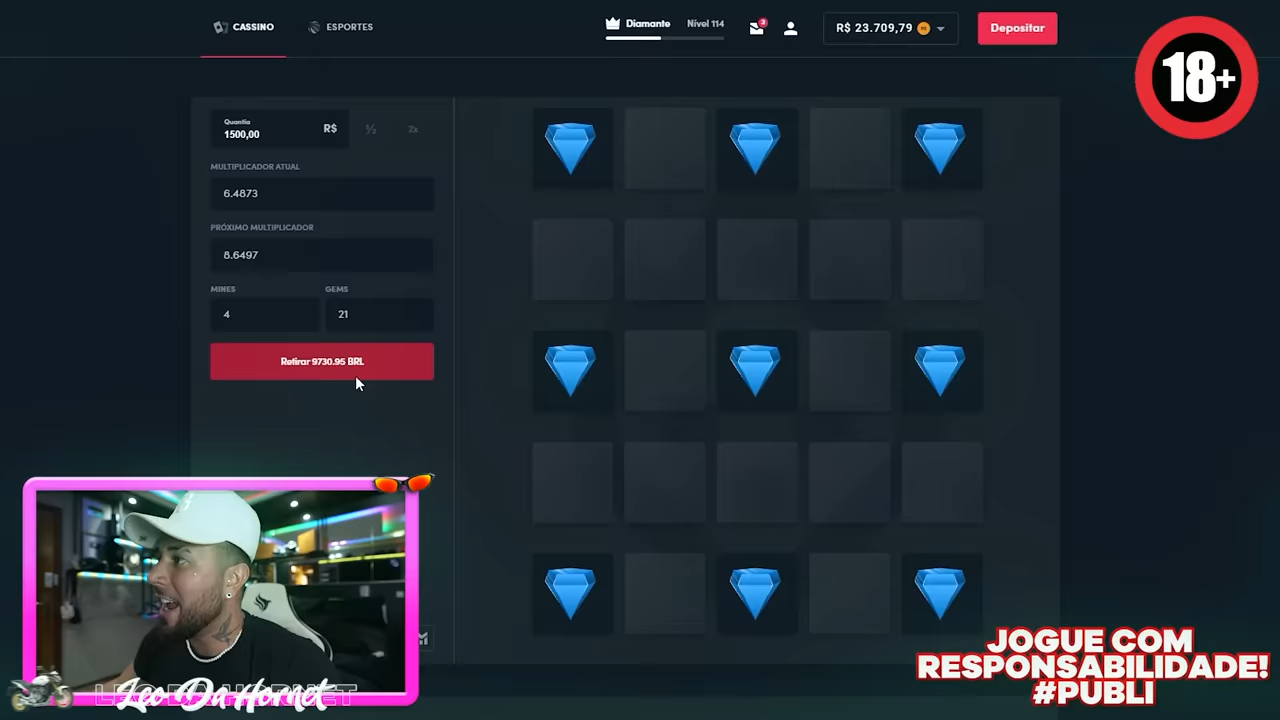 CASSINO
ESPORTES
Diamante
Nível 114
3
R$ 23.709,79
R$
Depositar
18+
Quantia
1500,00
R$
½
2x
MULTIPLICADOR ATUAL
6.4873
PRÓXIMO MULTIPLICADOR
8.6497
MINES
GEMS
4
21
Retirar 9730.95 BRL
Leo Da Hornet
JOGUE COM
RESPONSABILIDADE!
#PUBLI